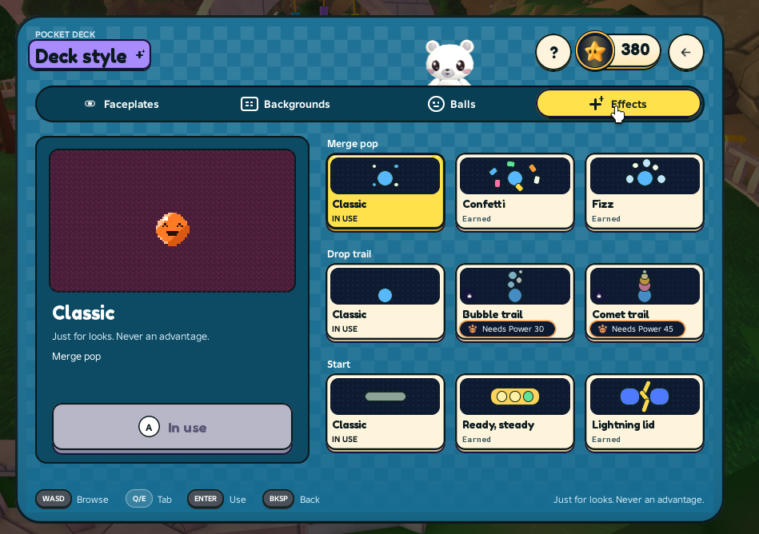 POCKET DECK
Deck style
?
380
Faceplates
Backgrounds
Balls
Effects
Merge pop
Classic
IN USE
Confetti
Earned
Fizz
Earned
Classic
Just for looks. Never an advantage.
Merge pop
A In use
Drop trail
Classic
IN USE
Bubble trail
Needs Power 30
Comet trail
Needs Power 45
Start
Classic
IN USE
Ready, steady
Earned
Lightning lid
Earned
WASD Browse Q/E Tab ENTER Use BKSP Back
Just for looks. Never an advantage.